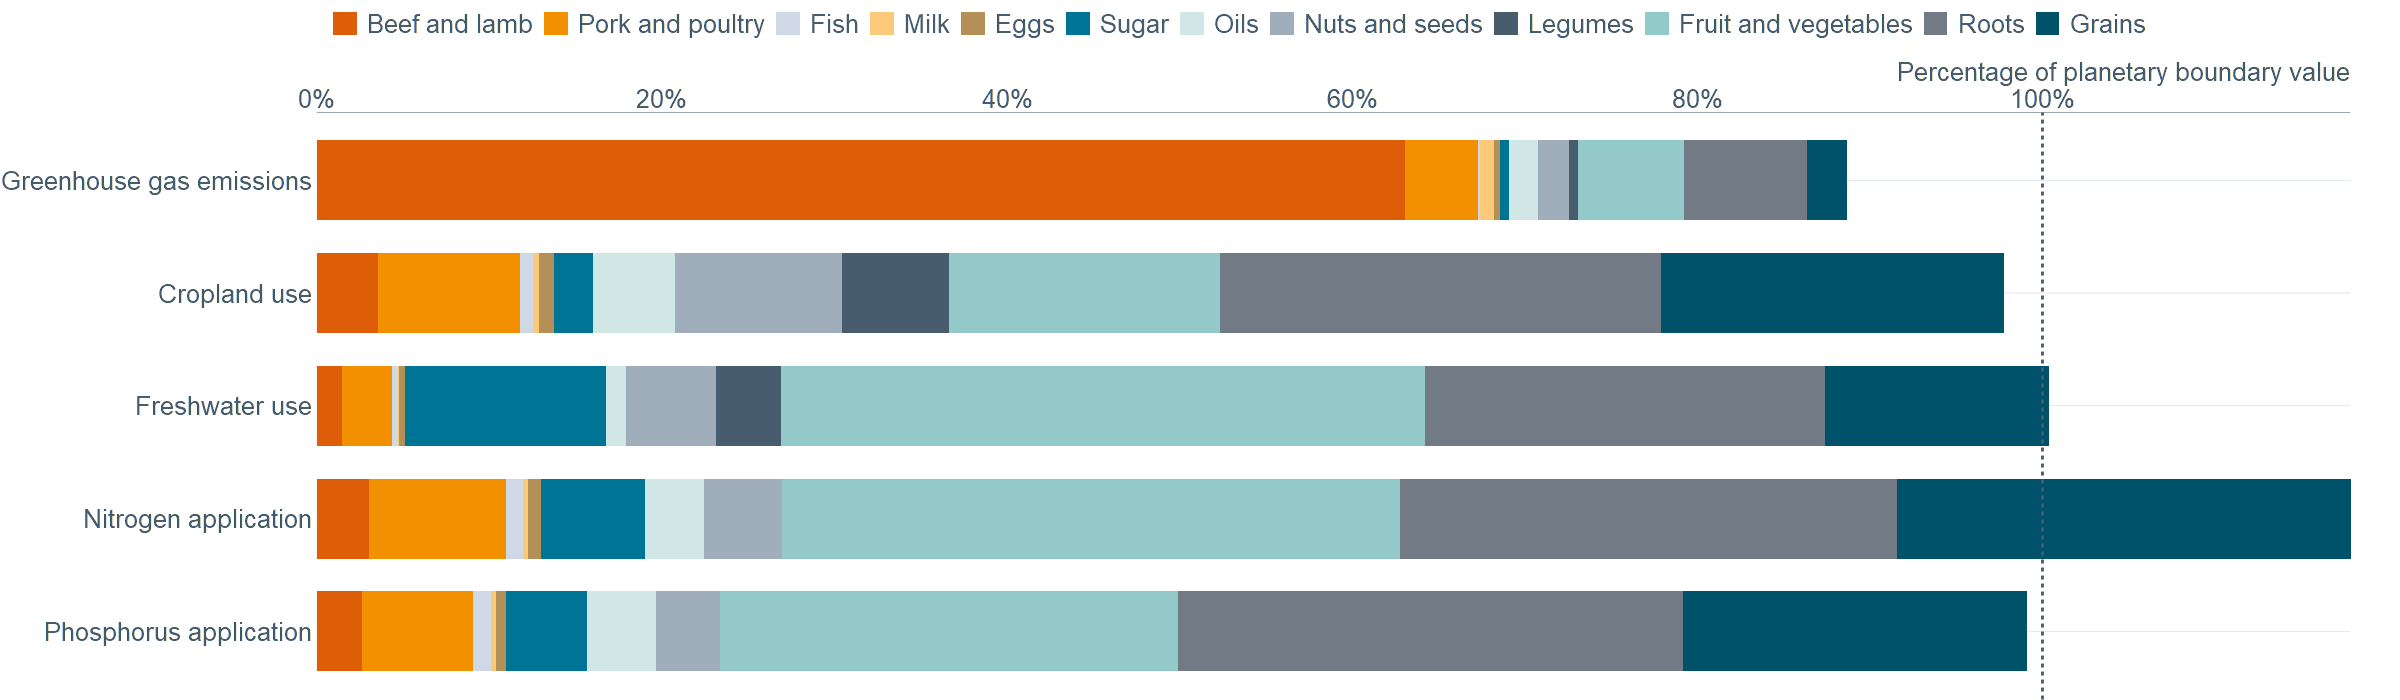 Beef and lamb Pork and poultry Fish Milk Eggs Sugar Oils Nuts and seeds Legumes Fruit and vegetables Roots Grains
Percentage of planetary boundary value
0% 20% 40% 60% 80% 100%
Greenhouse gas emissions
Cropland use
Freshwater use
Nitrogen application
Phosphorus application